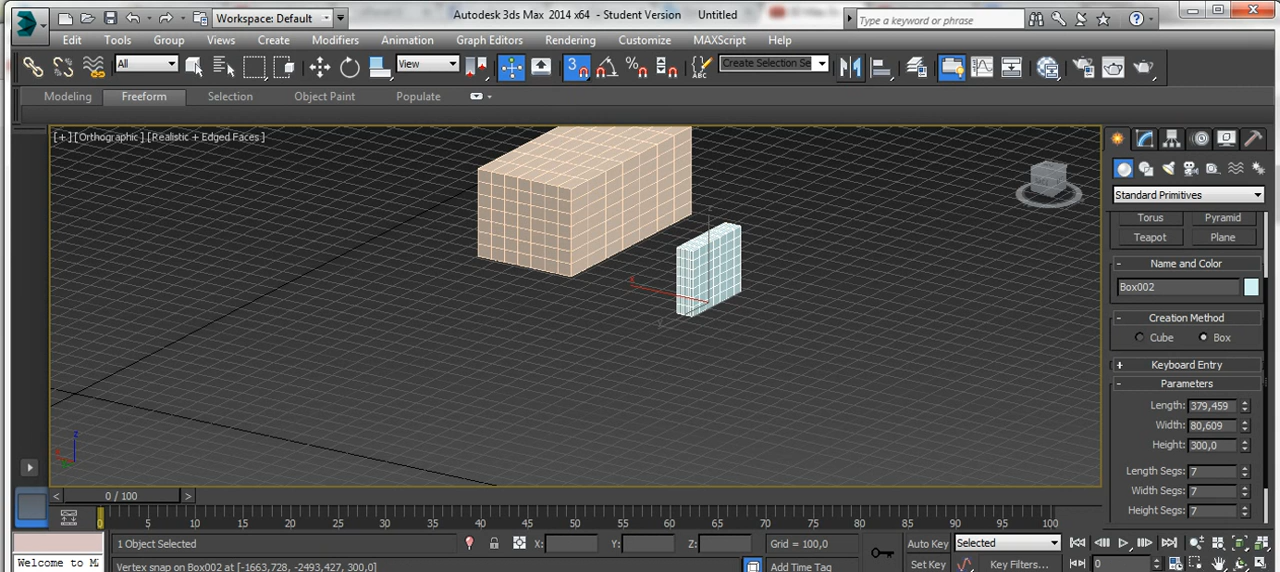 Workspace: Default
Autodesk 3ds Max 2014 x64 - Student Version Untitled
Type a keyword or phrase
Edit Tools Group Views Create Modifiers Animation Graph Editors Rendering Customize MAXScript Help
All View Create Selection Se
Modeling Freeform Selection Object Paint Populate
[+] [Orthographic] [Realistic + Edged Faces]
Standard Primitives
Torus Pyramid
Teapot Plane
- Name and Color
Box002
- Creation Method
Cube Box
+ Keyboard Entry
- Parameters
Length: 379,459
Width: 80,609
Height: 300,0
Length Segs: 7
Width Segs: 7
Height Segs: 7
< 0 / 100 >
0 5 10 15 20 25 30 35 40 45 50 55 60 65 70 75 80 85 90 95 100
1 Object Selected X: Y: Z: Grid = 100,0 Auto Key Selected
Welcome to M Vertex snap on Box002 at [-1663,728, -2493,427, 300,0] Add Time Tag Set Key Key Filters... 0